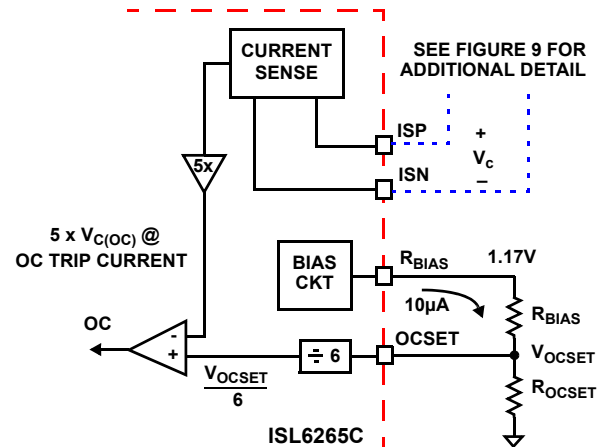 CURRENT
SENSE
SEE FIGURE 9 FOR
ADDITIONAL DETAIL
ISP
+
Vc
–
ISN
5x
5 x VC(OC) @
OC TRIP CURRENT
BIAS
CKT
RBIAS
1.17V
10µA
RBIAS
OC
-
+
VOCSET
6
÷ 6
OCSET
VOCSET
ROCSET
ISL6265C